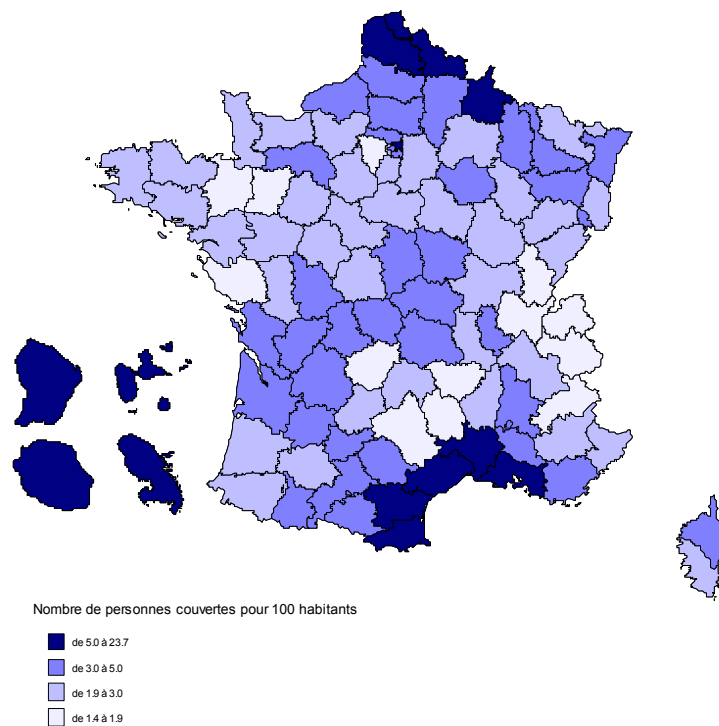 Nombre de personnes couvertes pour 100 habitants
de 5.0 à 23.7
de 3.0 à 5.0
de 1.9 à 3.0
de 1.4 à 1.9